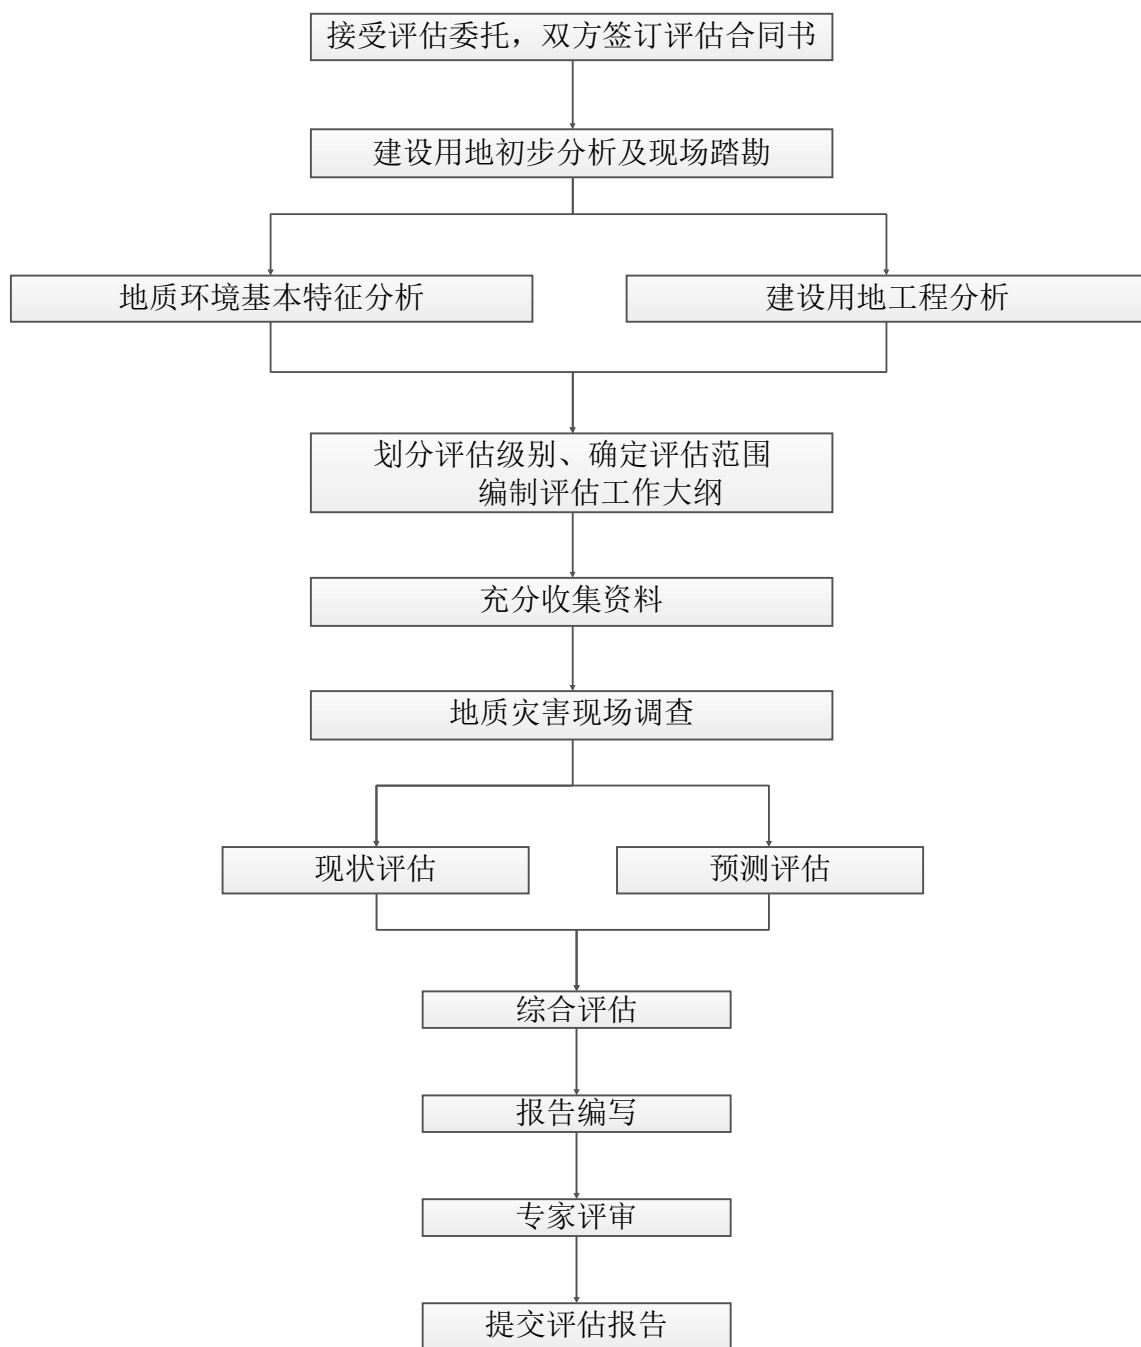 接受评估委托，双方签订评估合同书
建设用地初步分析及现场踏勘
地质环境基本特征分析
建设用地工程分析
划分评估级别、确定评估范围
编制评估工作大纲
充分收集资料
地质灾害现场调查
现状评估
预测评估
综合评估
报告编写
专家评审
提交评估报告